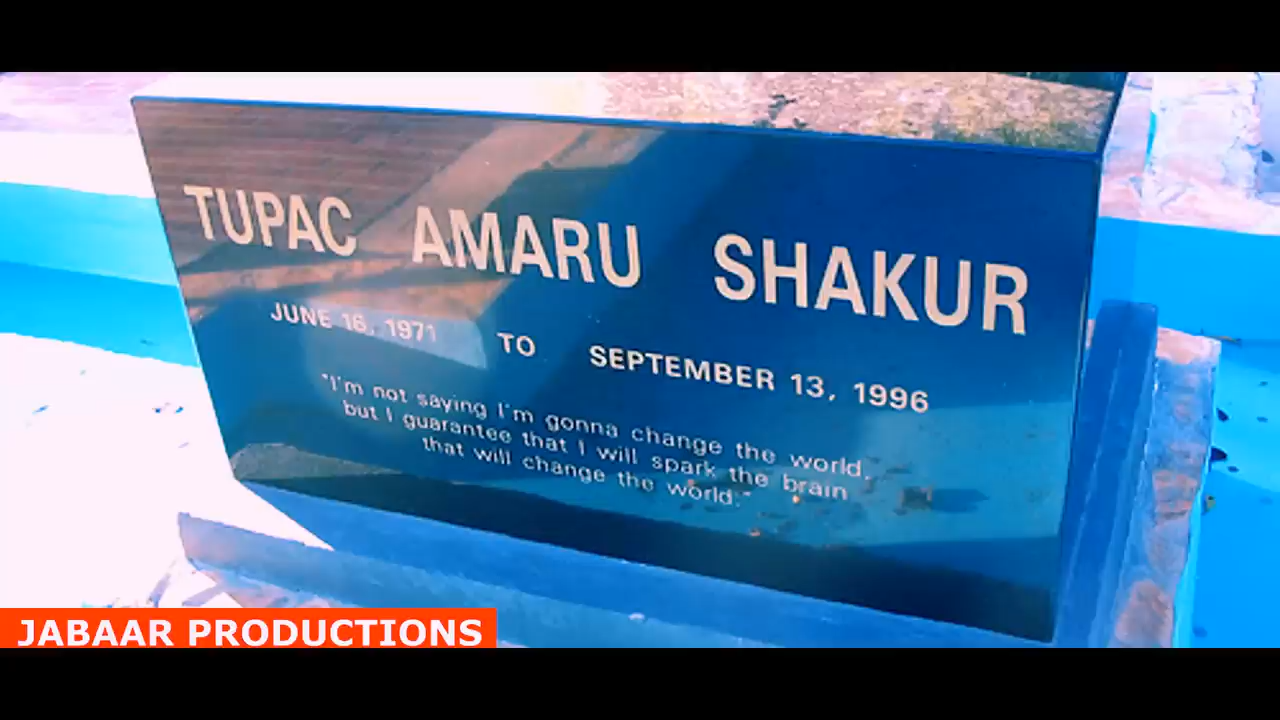 TUPAC AMARU SHAKUR
JUNE 16, 1971 TO SEPTEMBER 13, 1996
"I'm not saying I'm gonna change the world,
but I guarantee that I will spark the brain
that will change the world."
JABAAR PRODUCTIONS